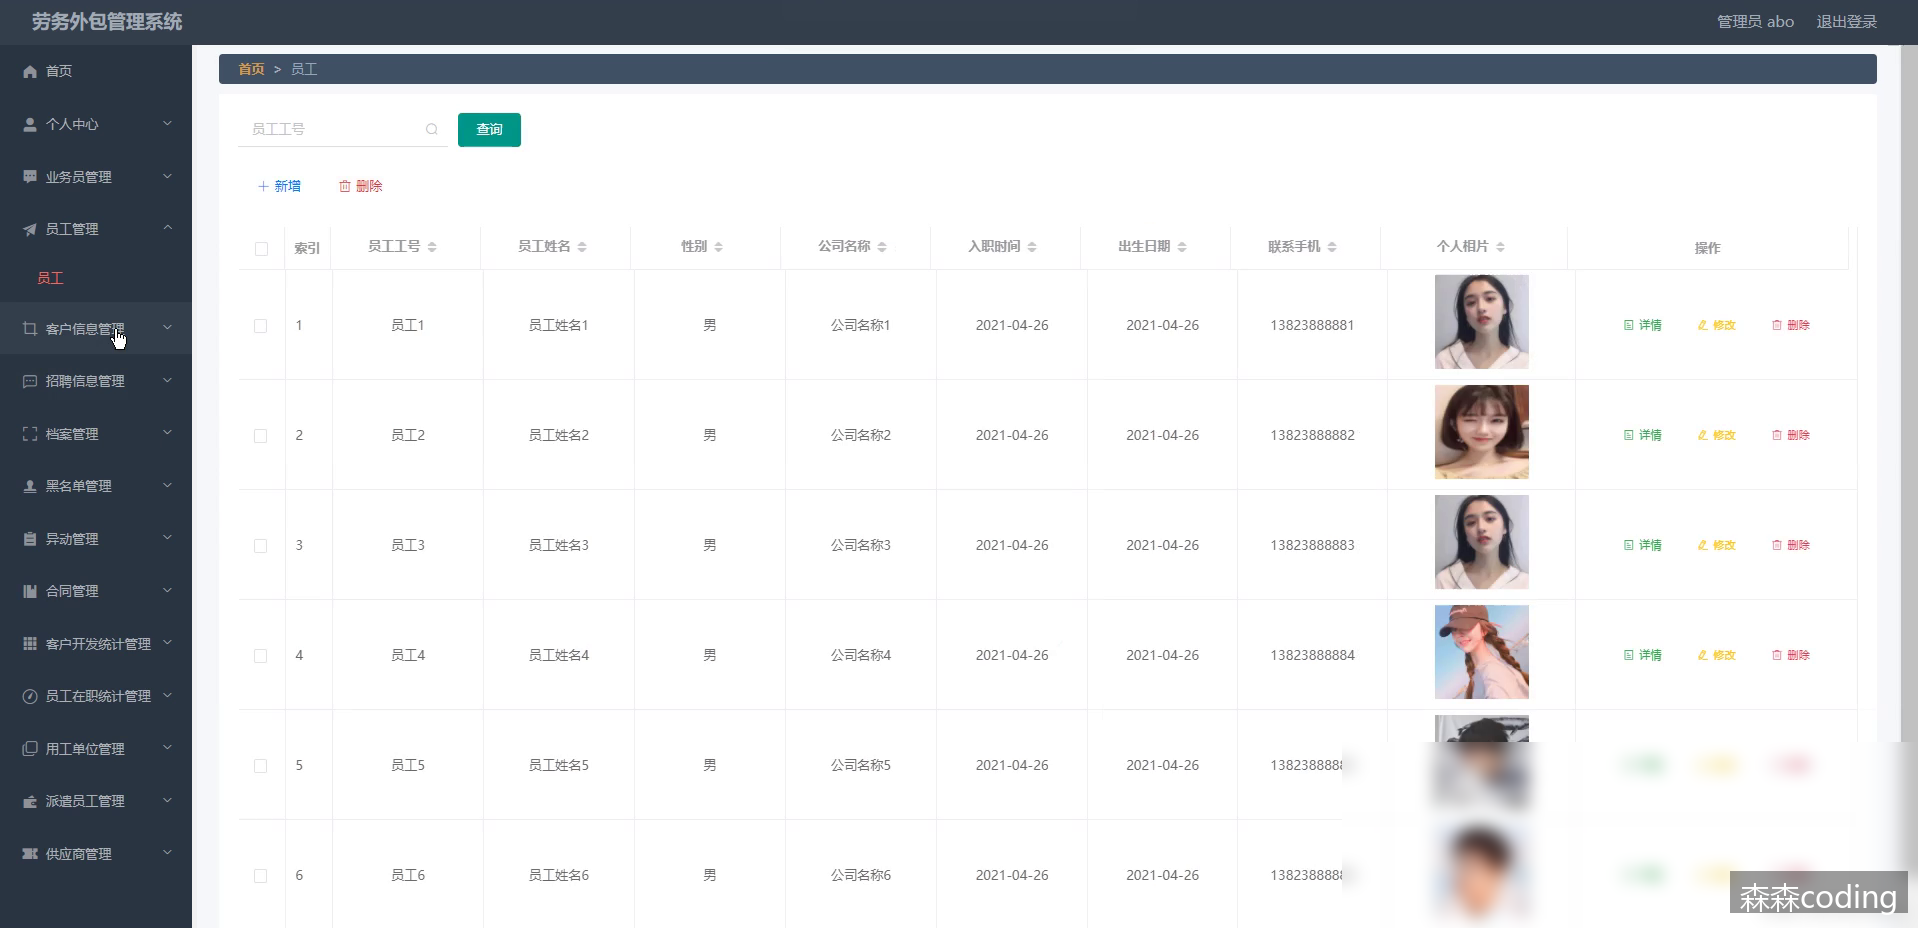 劳务外包管理系统
管理员 abo 退出登录
首页
个人中心
业务员管理
员工管理
员工
客户信息管理
招聘信息管理
档案管理
黑名单管理
异动管理
合同管理
客户开发统计管理
员工在职统计管理
用工单位管理
派遣员工管理
供应商管理
首页 > 员工
员工工号 查询
新增 删除
索引 员工工号 员工姓名 性别 公司名称 入职时间 出生日期 联系手机 个人相片 操作
1 员工1 员工姓名1 男 公司名称1 2021-04-26 2021-04-26 13823888881 详情 修改 删除
2 员工2 员工姓名2 男 公司名称2 2021-04-26 2021-04-26 13823888882 详情 修改 删除
3 员工3 员工姓名3 男 公司名称3 2021-04-26 2021-04-26 13823888883 详情 修改 删除
4 员工4 员工姓名4 男 公司名称4 2021-04-26 2021-04-26 13823888884 详情 修改 删除
5 员工5 员工姓名5 男 公司名称5 2021-04-26 2021-04-26
6 员工6 员工姓名6 男 公司名称6 2021-04-26 2021-04-26
森森coding